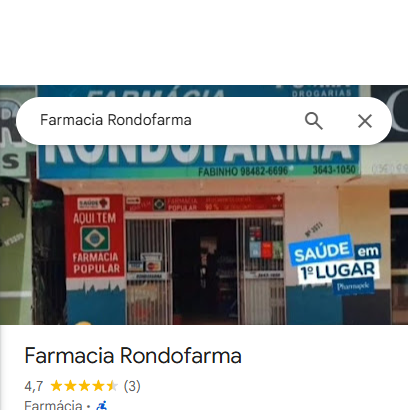 FARMÁCIA
DROGARIAS
Farmacia Rondofarma
RONDOFARMA
FABINHO 98482-6696 3643-1050
AQUI TEM
FARMÁCIA
POPULAR
FARMÁCIA
POPULAR
SAÚDE em
1º LUGAR
Pharmapele
Farmacia Rondofarma
4,7 (3)
Farmácia ·